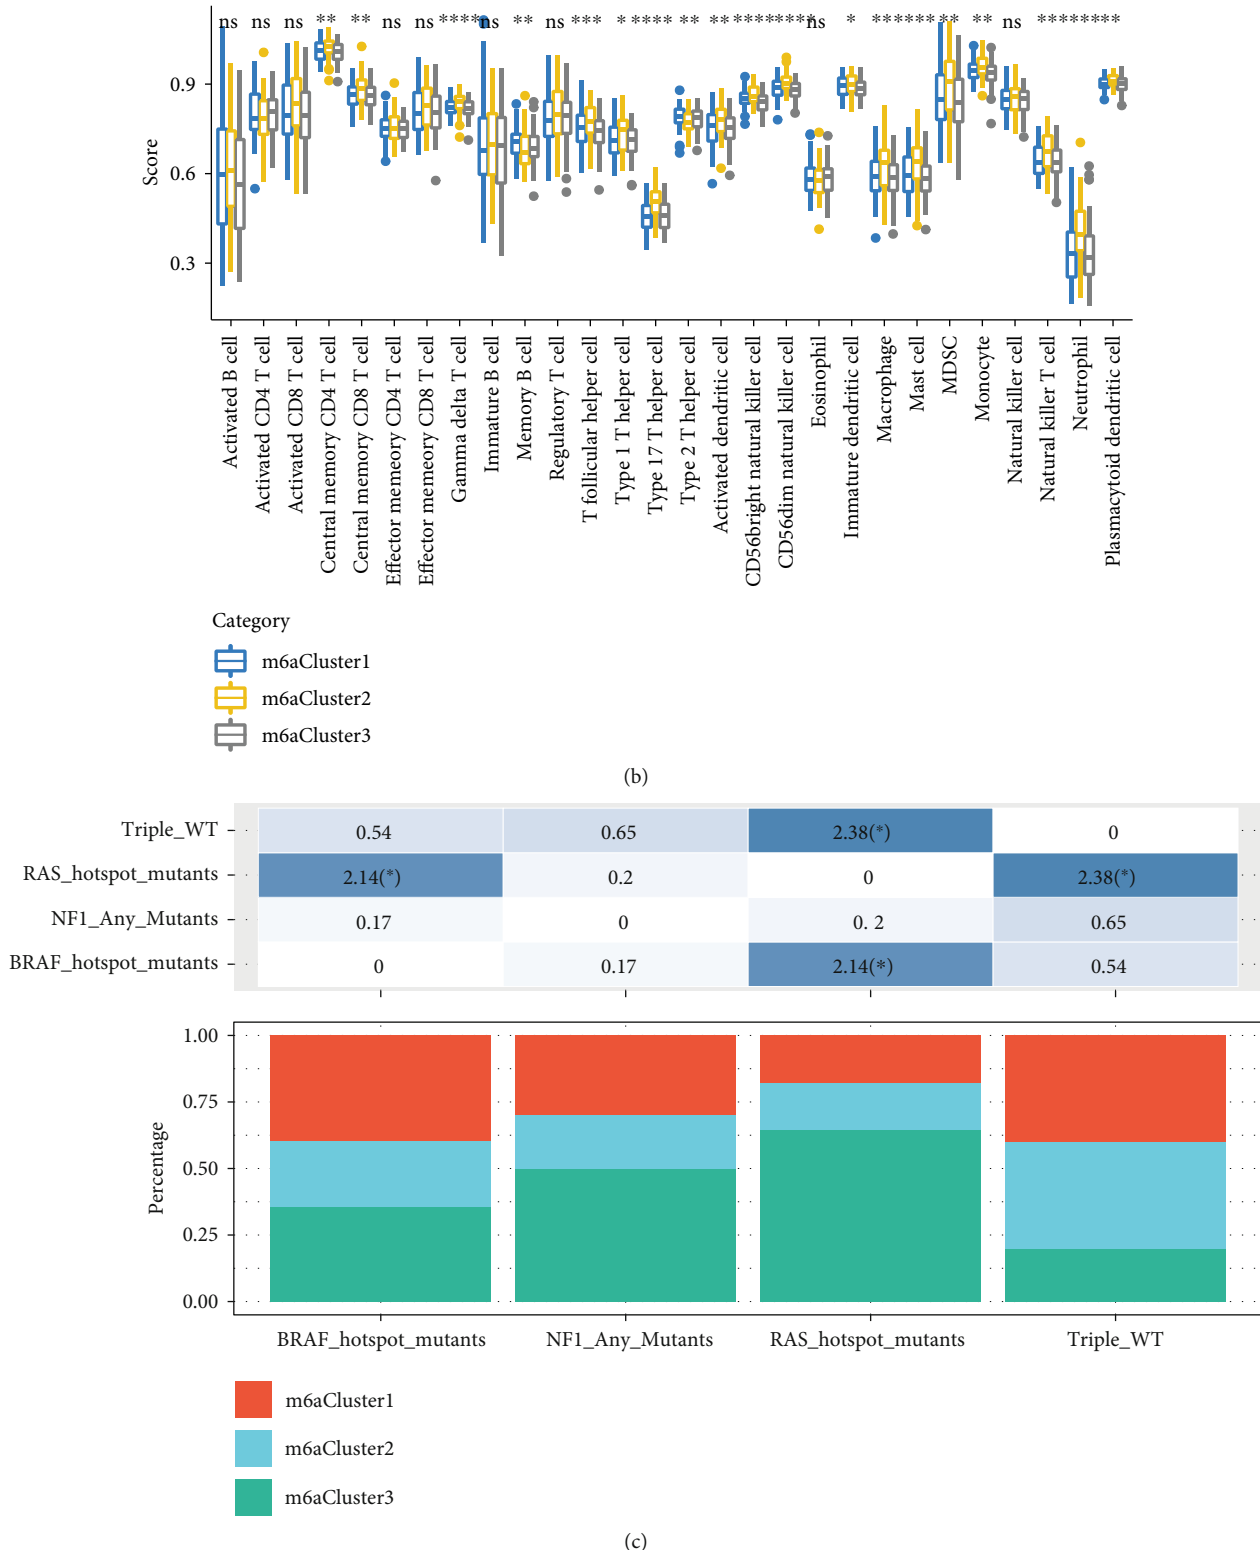 ns ns ns ** ** ns ns **** ns ** ns *** * **** ** ** **** **** ns * *** *** ** ** ns ** **** **
Score
0.9
0.6
0.3
Activated B cell
Activated CD4 T cell
Activated CD8 T cell
Central memory CD4 T cell
Central memory CD8 T cell
Effector memeory CD4 T cell
Effector memeory CD8 T cell
Gamma delta T cell
Immature B cell
Memory B cell
Regulatory T cell
T follicular helper cell
Type 1 T helper cell
Type 17 T helper cell
Type 2 T helper cell
Activated dendritic cell
CD56bright natural killer cell
CD56dim natural killer cell
Eosinophil
Immature dendritic cell
Macrophage
Mast cell
MDSC
Monocyte
Natural killer cell
Natural killer T cell
Neutrophil
Plasmacytoid dendritic cell
Category
m6aCluster1
m6aCluster2
m6aCluster3
(b)
Triple_WT 0.54 0.65 2.38(*) 0
RAS_hotspot_mutants 2.14(*) 0.2 0 2.38(*)
NF1_Any_Mutants 0.17 0 0. 2 0.65
BRAF_hotspot_mutants 0 0.17 2.14(*) 0.54
Percentage
1.00
0.75
0.50
0.25
0.00
BRAF_hotspot_mutants NF1_Any_Mutants RAS_hotspot_mutants Triple_WT
m6aCluster1
m6aCluster2
m6aCluster3
(c)